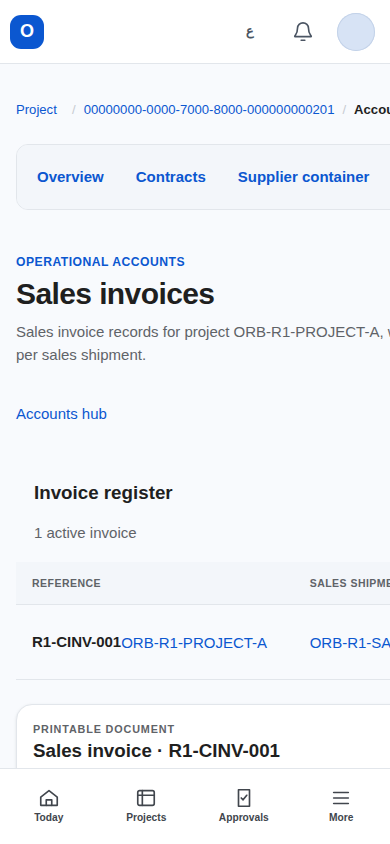 O ع
Project / 00000000-0000-7000-8000-000000000201 / Accou
Overview Contracts Supplier container
OPERATIONAL ACCOUNTS
Sales invoices
Sales invoice records for project ORB-R1-PROJECT-A, w
per sales shipment.
Accounts hub
Invoice register
1 active invoice
REFERENCE SALES SHIPME
R1-CINV-001ORB-R1-PROJECT-A ORB-R1-SA
PRINTABLE DOCUMENT
Sales invoice · R1-CINV-001
Today Projects Approvals More